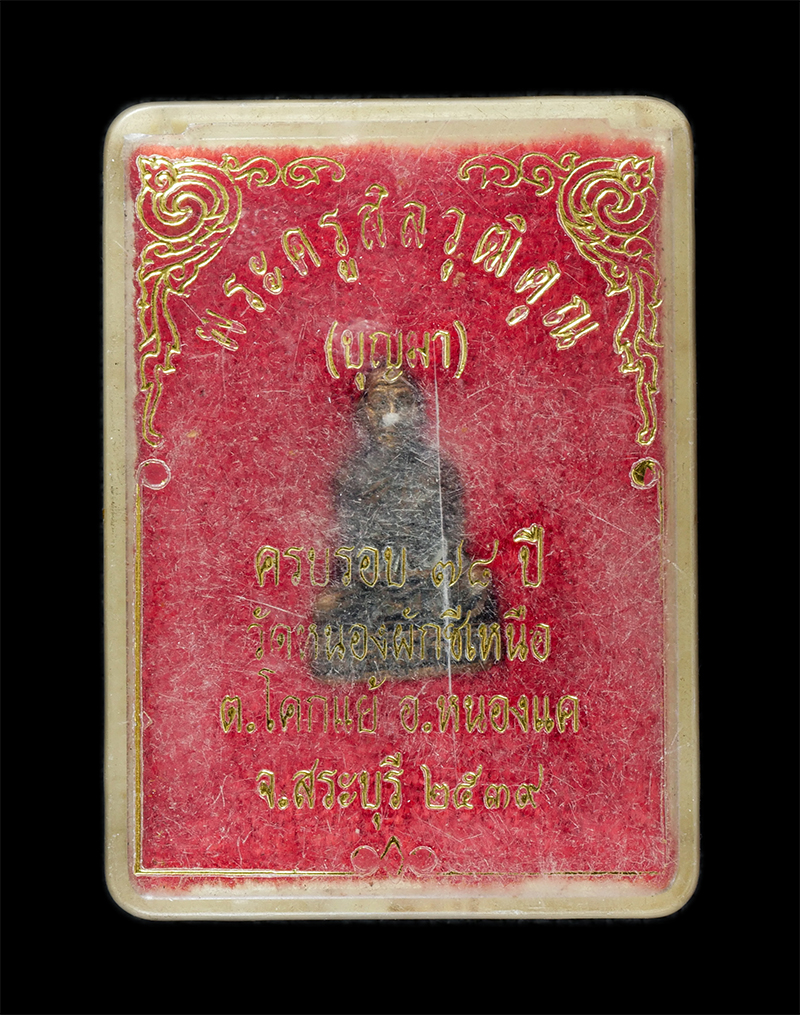 พระครูสิลวุฒิคุณ
(บุญมา)
ครบรอบ ๗๘ ปี
วัดหนองผักชีเหนือ
ต.โคกแย้ อ.หนองแค
จ.สระบุรี ๒๕๓๙